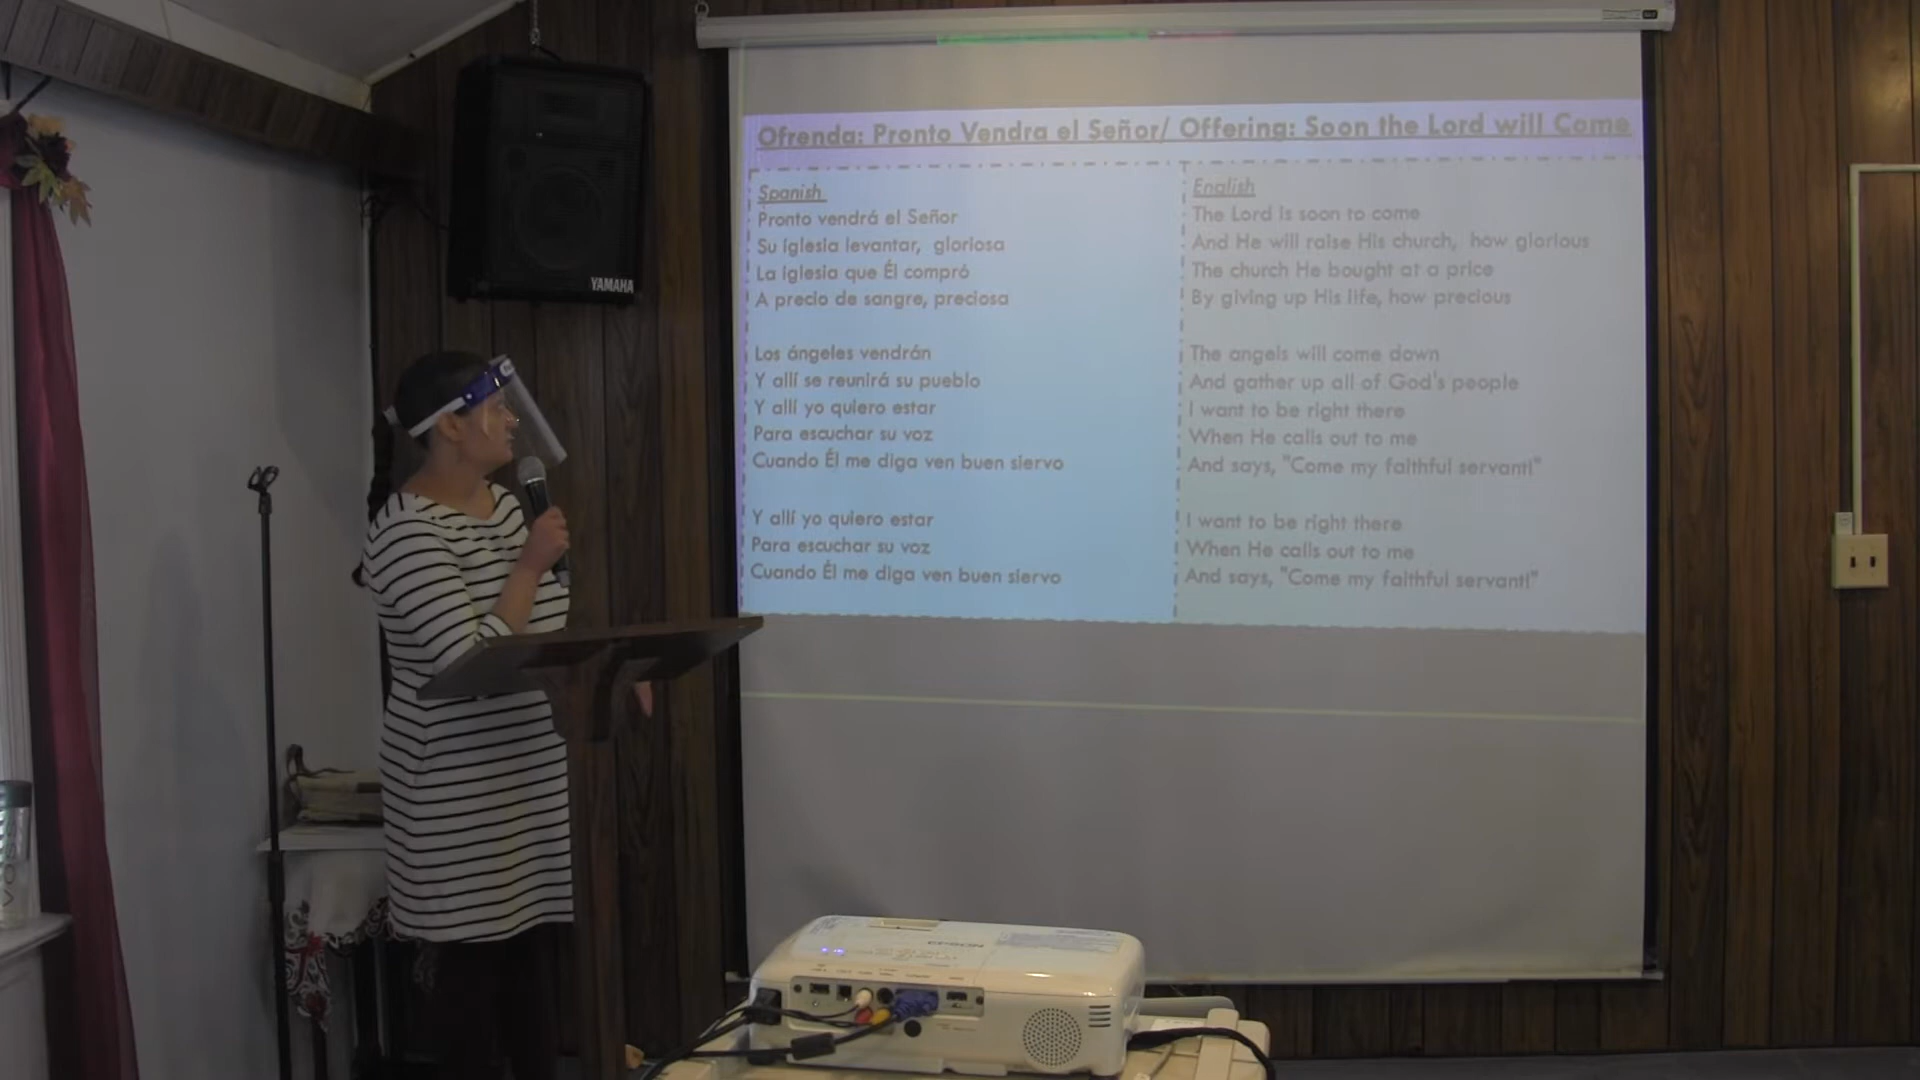 Ofrenda: Pronto Vendra el Señor/ Offering: Soon the Lord will Come
Spanish
Pronto vendrá el Señor
Su iglesia levantar, gloriosa
La iglesia que Él compró
A precio de sangre, preciosa
Los ángeles vendrán
Y allí se reunirá su pueblo
Y allí yo quiero estar
Para escuchar su voz
Cuando Él me diga ven buen siervo
Y allí yo quiero estar
Para escuchar su voz
Cuando Él me diga ven buen siervo
English
The Lord is soon to come
And He will raise His church, how glorious
The church He bought at a price
By giving up His life, how precious
The angels will come down
And gather up all of God's people
I want to be right there
When He calls out to me
And says, "Come my faithful servant!"
I want to be right there
When He calls out to me
And says, "Come my faithful servant!"
YAMAHA
EPSON